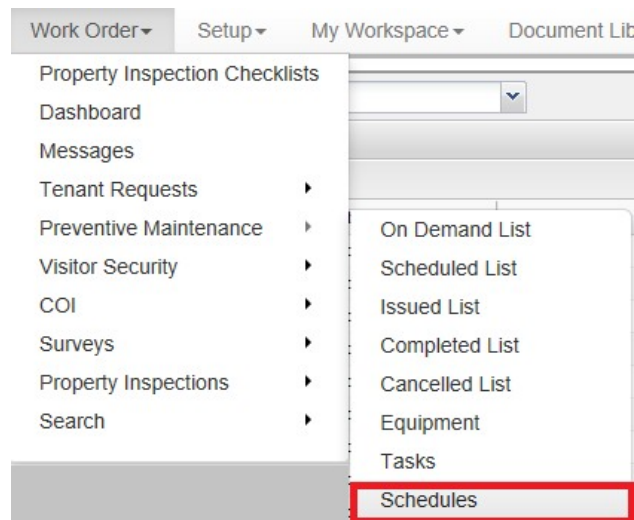 Work Order Setup My Workspace Document Lib
Property Inspection Checklists
Dashboard
Messages
Tenant Requests
Preventive Maintenance
Visitor Security
COI
Surveys
Property Inspections
Search
On Demand List
Scheduled List
Issued List
Completed List
Cancelled List
Equipment
Tasks
Schedules